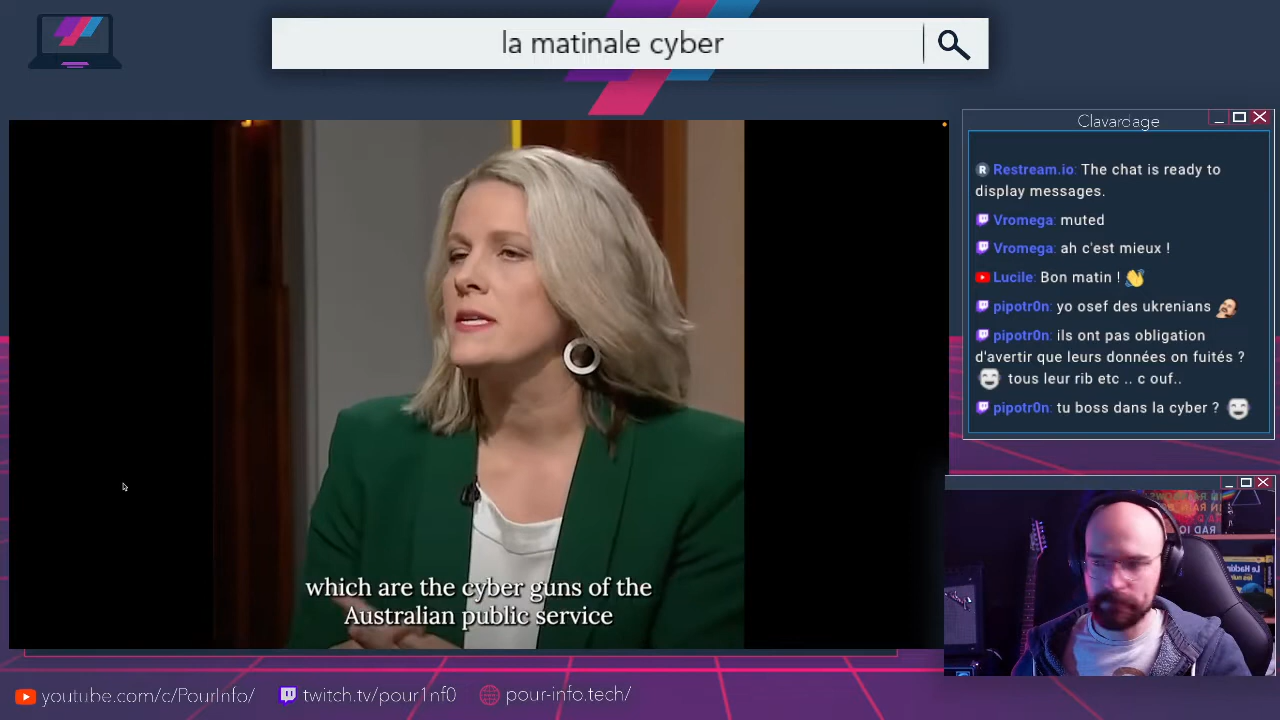 la matinale cyber
Clavardage
R Restream.io: The chat is ready to
display messages.
Vromega: muted
Vromega: ah c'est mieux !
Lucile: Bon matin !
pipotr0n: yo osef des ukrenians
pipotr0n: ils ont pas obligation
d'avertir que leurs données on fuités ?
tous leur rib etc .. c ouf..
pipotr0n: tu boss dans la cyber ?
which are the cyber guns of the
Australian public service
youtube.com/c/PourInfo/
twitch.tv/pour1nf0
pour-info.tech/